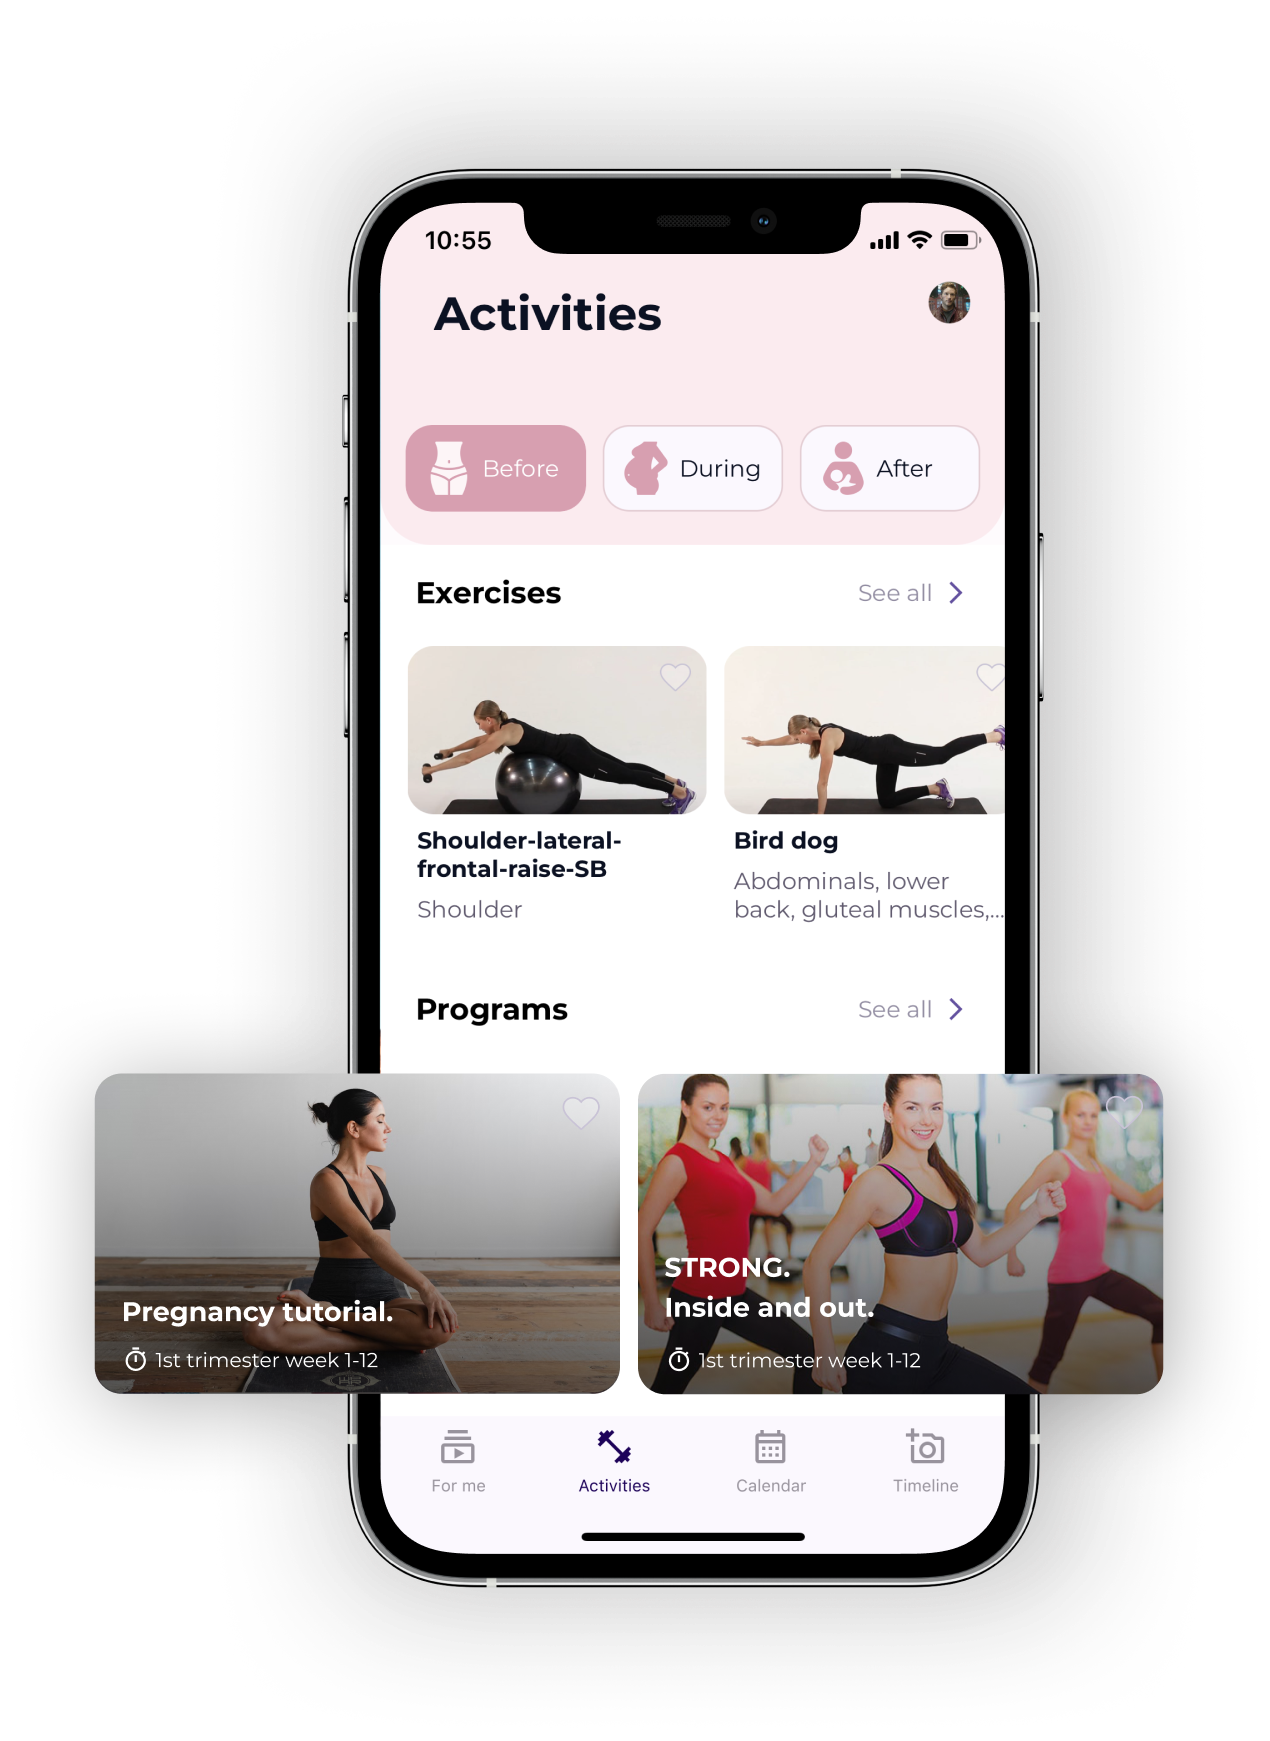 10:55
Activities
Before
During
After
Exercises
See all
Shoulder-lateral-
frontal-raise-SB
Shoulder
Bird dog
Abdominals, lower
back, gluteal muscles,...
Programs
See all
Pregnancy tutorial.
1st trimester week 1-12
STRONG.
Inside and out.
1st trimester week 1-12
For me
Activities
Calendar
Timeline